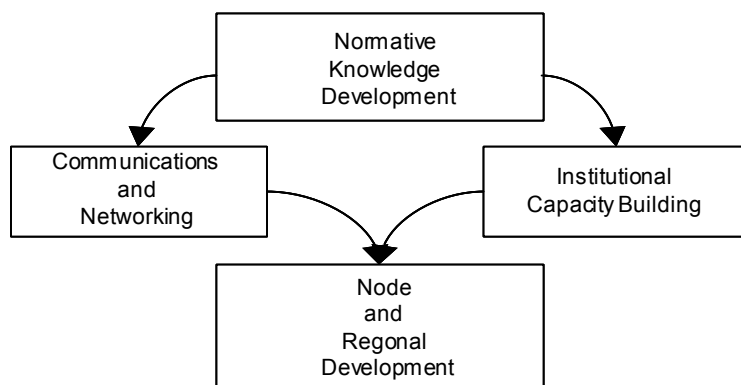 Normative
Knowledge
Development
Communications
and
Networking
Institutional
Capacity Building
Node
and
Regonal
Development